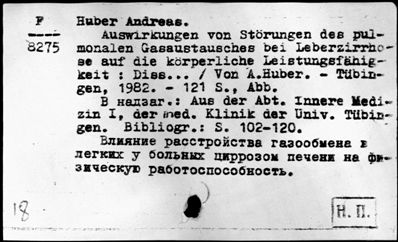 F Huber Andreas.
8275 Auswirkungen von Störungen des pul-
monalen Gasaustausches bei Leberzirrho-
se auf die körperliche Leistungsfähig-
keit : Diss... / Von A.Huber. - Tübin-
gen, 1982. - 121 S., Abb.
В надзаг.: Aus der Abt. Innere Medi-
zin I, der med. Klinik der Univ. Tübin-
gen. Bibliogr.: S. 102-120.
Влияние расстройства газообмена в
легких у больных циррозом печени на фи-
зическую работоспособность.
18
Н.П.